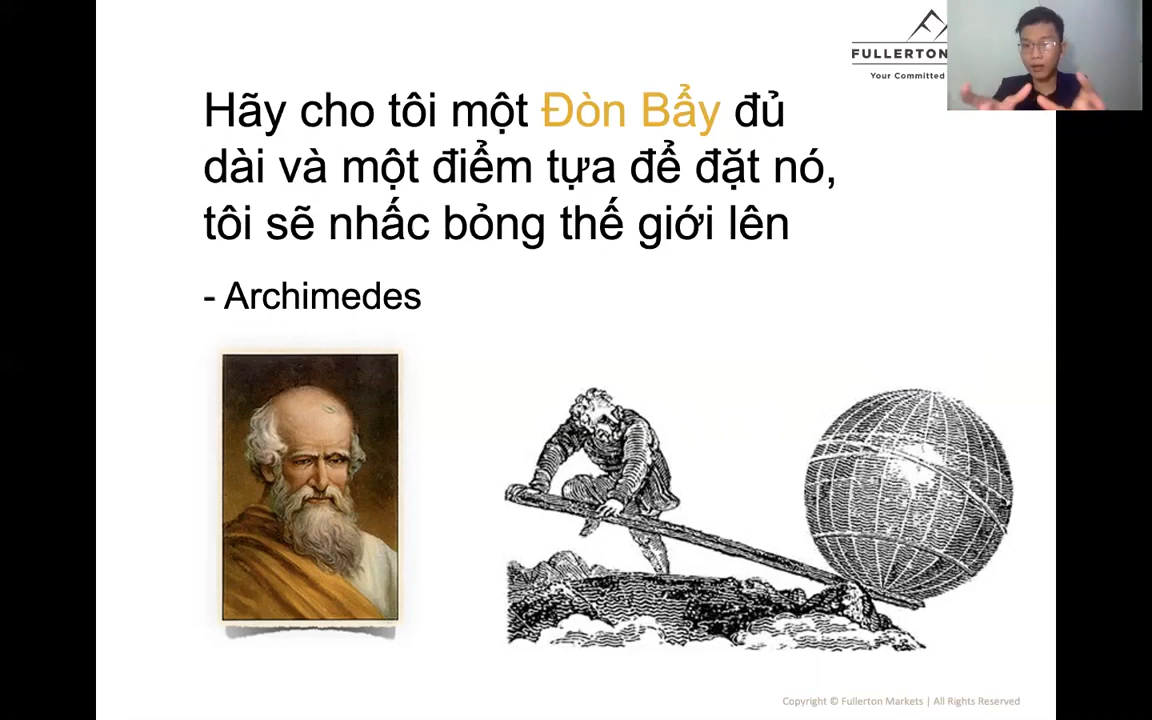 FULLERTON
Your Committed
Hãy cho tôi một Đòn Bẩy đủ
dài và một điểm tựa để đặt nó,
tôi sẽ nhấc bỏng thế giới lên
- Archimedes
Copyright © Fullerton Markets | All Rights Reserved